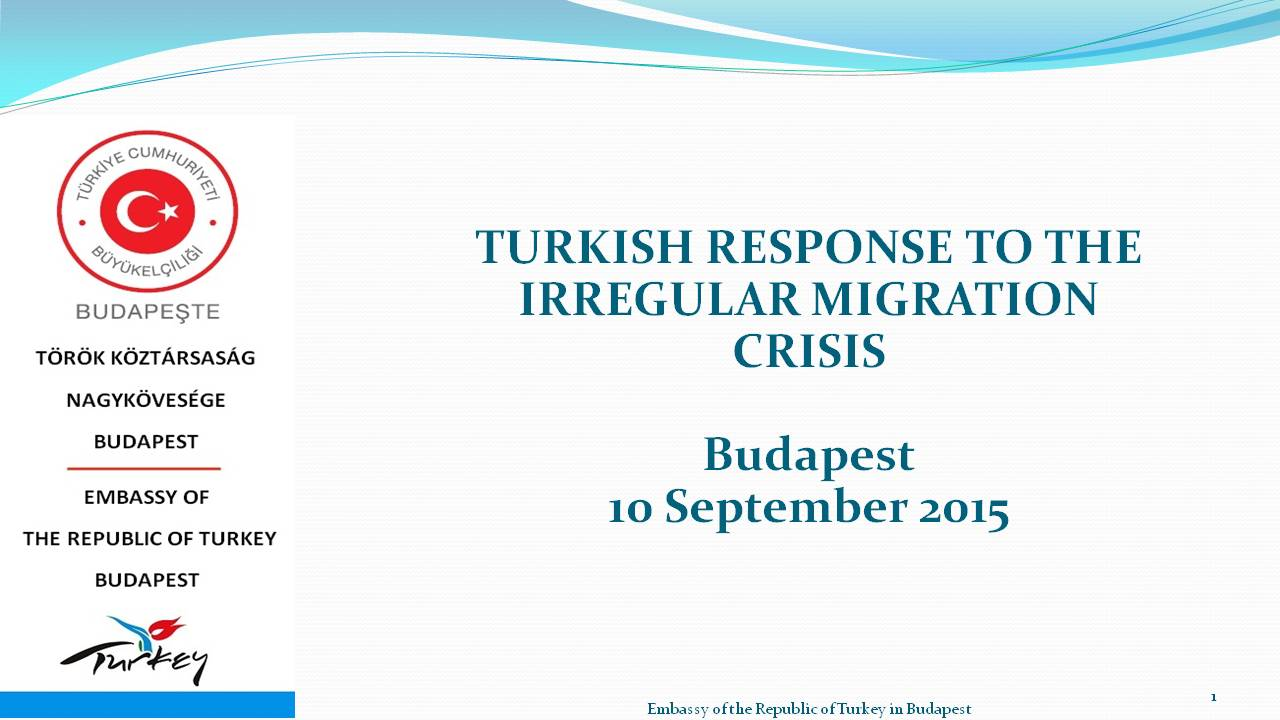 TÜRKİYE CUMHURİYETİ
BÜYÜKELÇİLİĞİ
BUDAPEŞTE
TÖRÖK KÖZTÁRSASÁG
NAGYKÖVESÉGE
BUDAPEST
EMBASSY OF
THE REPUBLIC OF TURKEY
BUDAPEST
Turkey
TURKISH RESPONSE TO THE
IRREGULAR MIGRATION
CRISIS
Budapest
10 September 2015
Embassy of the Republic of Turkey in Budapest
1